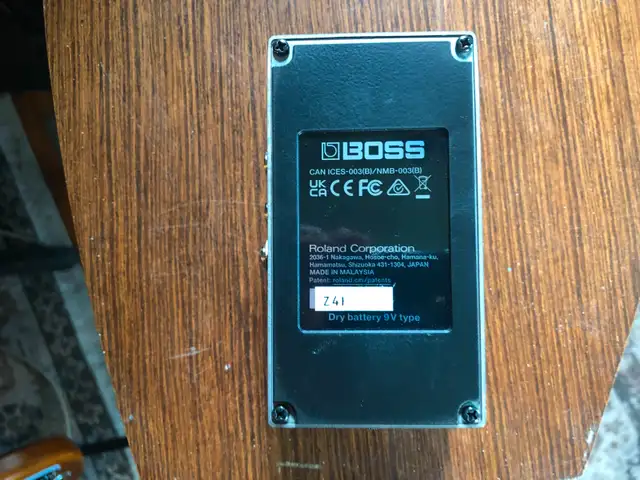 BOSS
CAN ICES-003(B)/NMB-003(B)
UK CA CE FC
Roland Corporation
2036-1 Nakagawa, Hosoe-cho, Hamana-ku,
Hamamatsu, Shizuoka 431-1304, JAPAN
MADE IN MALAYSIA
Patent: roland.cm/patents
Z4I
Dry battery 9V type